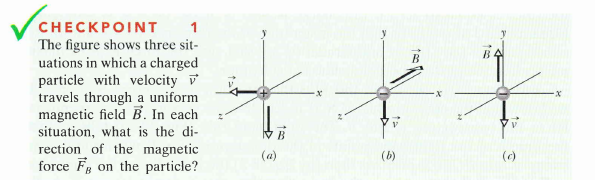 CHECKPOINT 1
The figure shows three sit-
uations in which a charged
particle with velocity v⃗
travels through a uniform
magnetic field B⃗. In each
situation, what is the di-
rection of the magnetic
force F⃗_B on the particle?
y
v⃗
+
x
z
B⃗
(a)
y
B⃗
−
x
z
v⃗
(b)
y
B⃗
−
x
z
v⃗
(c)